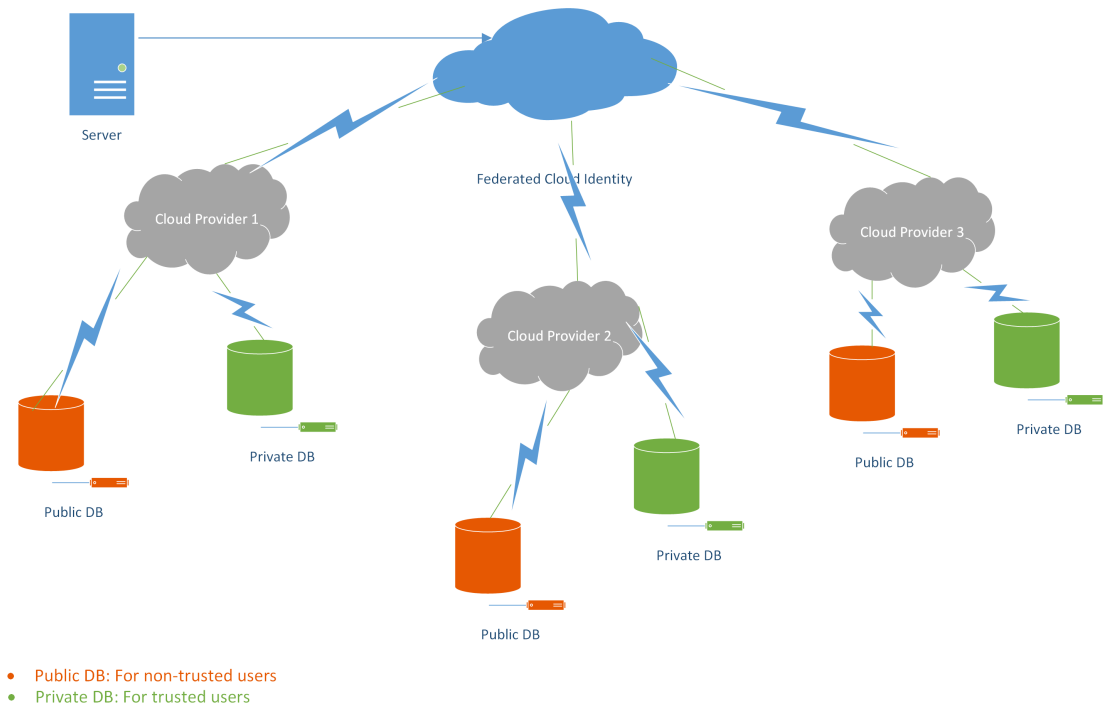 Server
Federated Cloud Identity
Cloud Provider 1
Cloud Provider 3
Cloud Provider 2
Private DB
Private DB
Public DB
Public DB
Private DB
Public DB
Public DB: For non-trusted users
Private DB: For trusted users